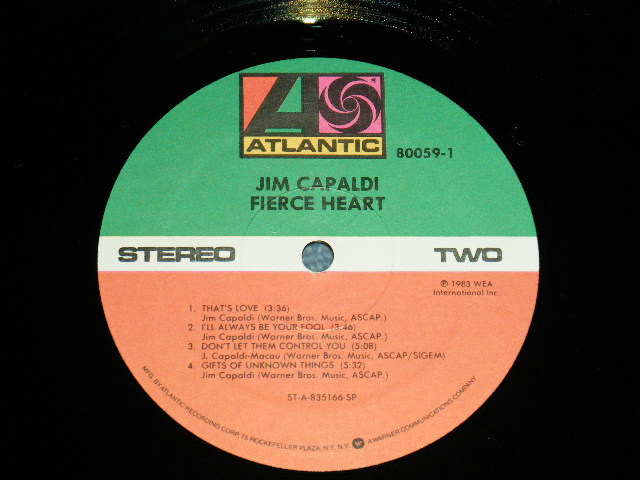 ATLANTIC
80059-1
JIM CAPALDI
FIERCE HEART
STEREO
TWO
℗ 1983 WEA
International Inc.
1. THAT'S LOVE (3:36)
Jim Capaldi (Warner Bros. Music, ASCAP.)
2. I'LL ALWAYS BE YOUR FOOL (3:46)
Jim Capaldi (Warner Bros. Music, ASCAP.)
3. DON'T LET THEM CONTROL YOU (5:08)
J. Capaldi-Macau (Warner Bros. Music, ASCAP/SIGEM)
4. GIFTS OF UNKNOWN THINGS (5:32)
Jim Capaldi (Warner Bros. Music, ASCAP.)
ST-A-835166-SP
MFG. BY ATLANTIC RECORDING CORP. 75 ROCKEFELLER PLAZA, N.Y. N.Y. A WARNER COMMUNICATIONS COMPANY